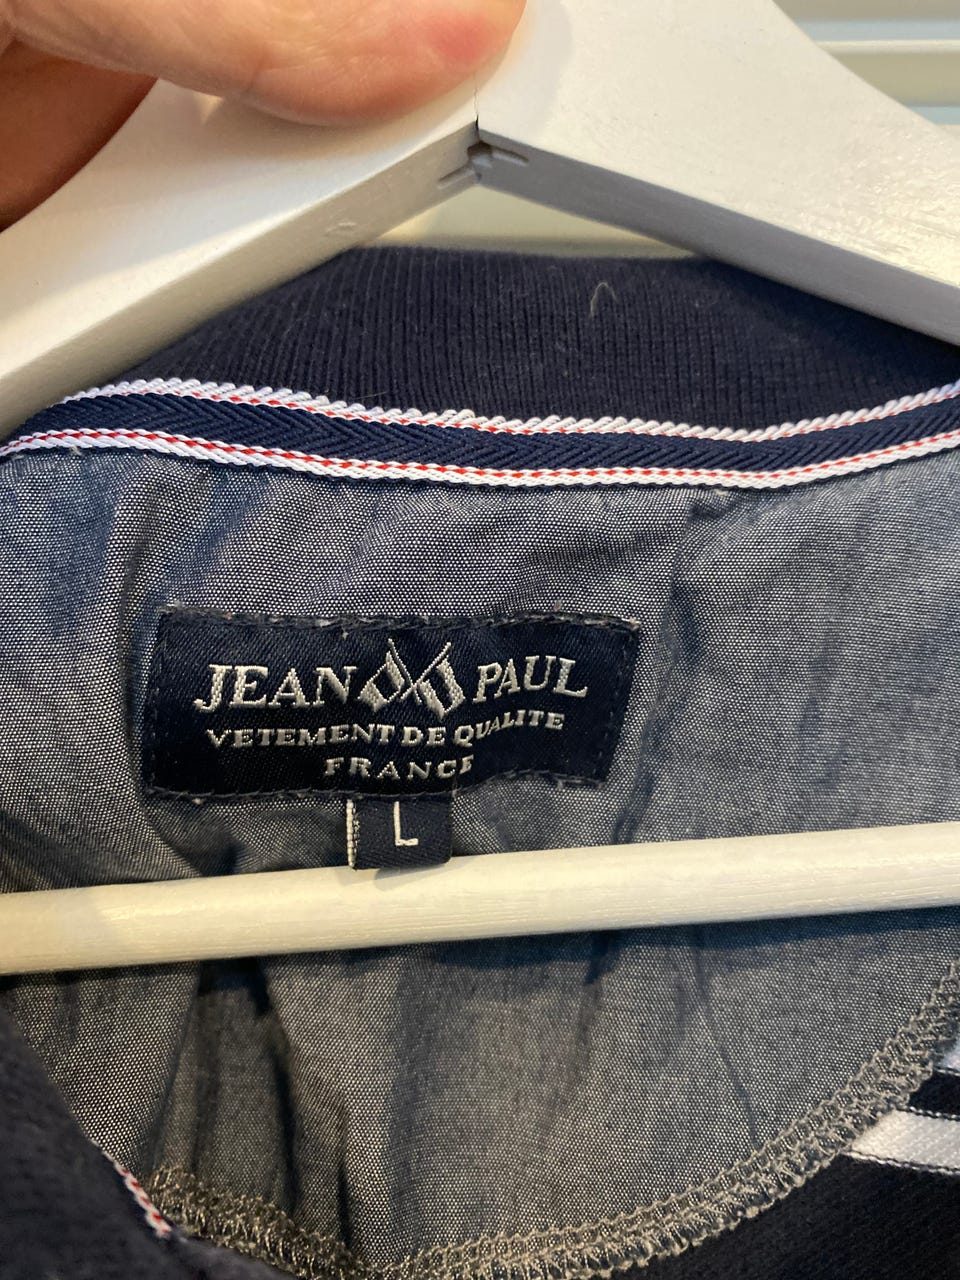 JEAN PAUL
VETEMENT DE QUALITE
FRANCE
L